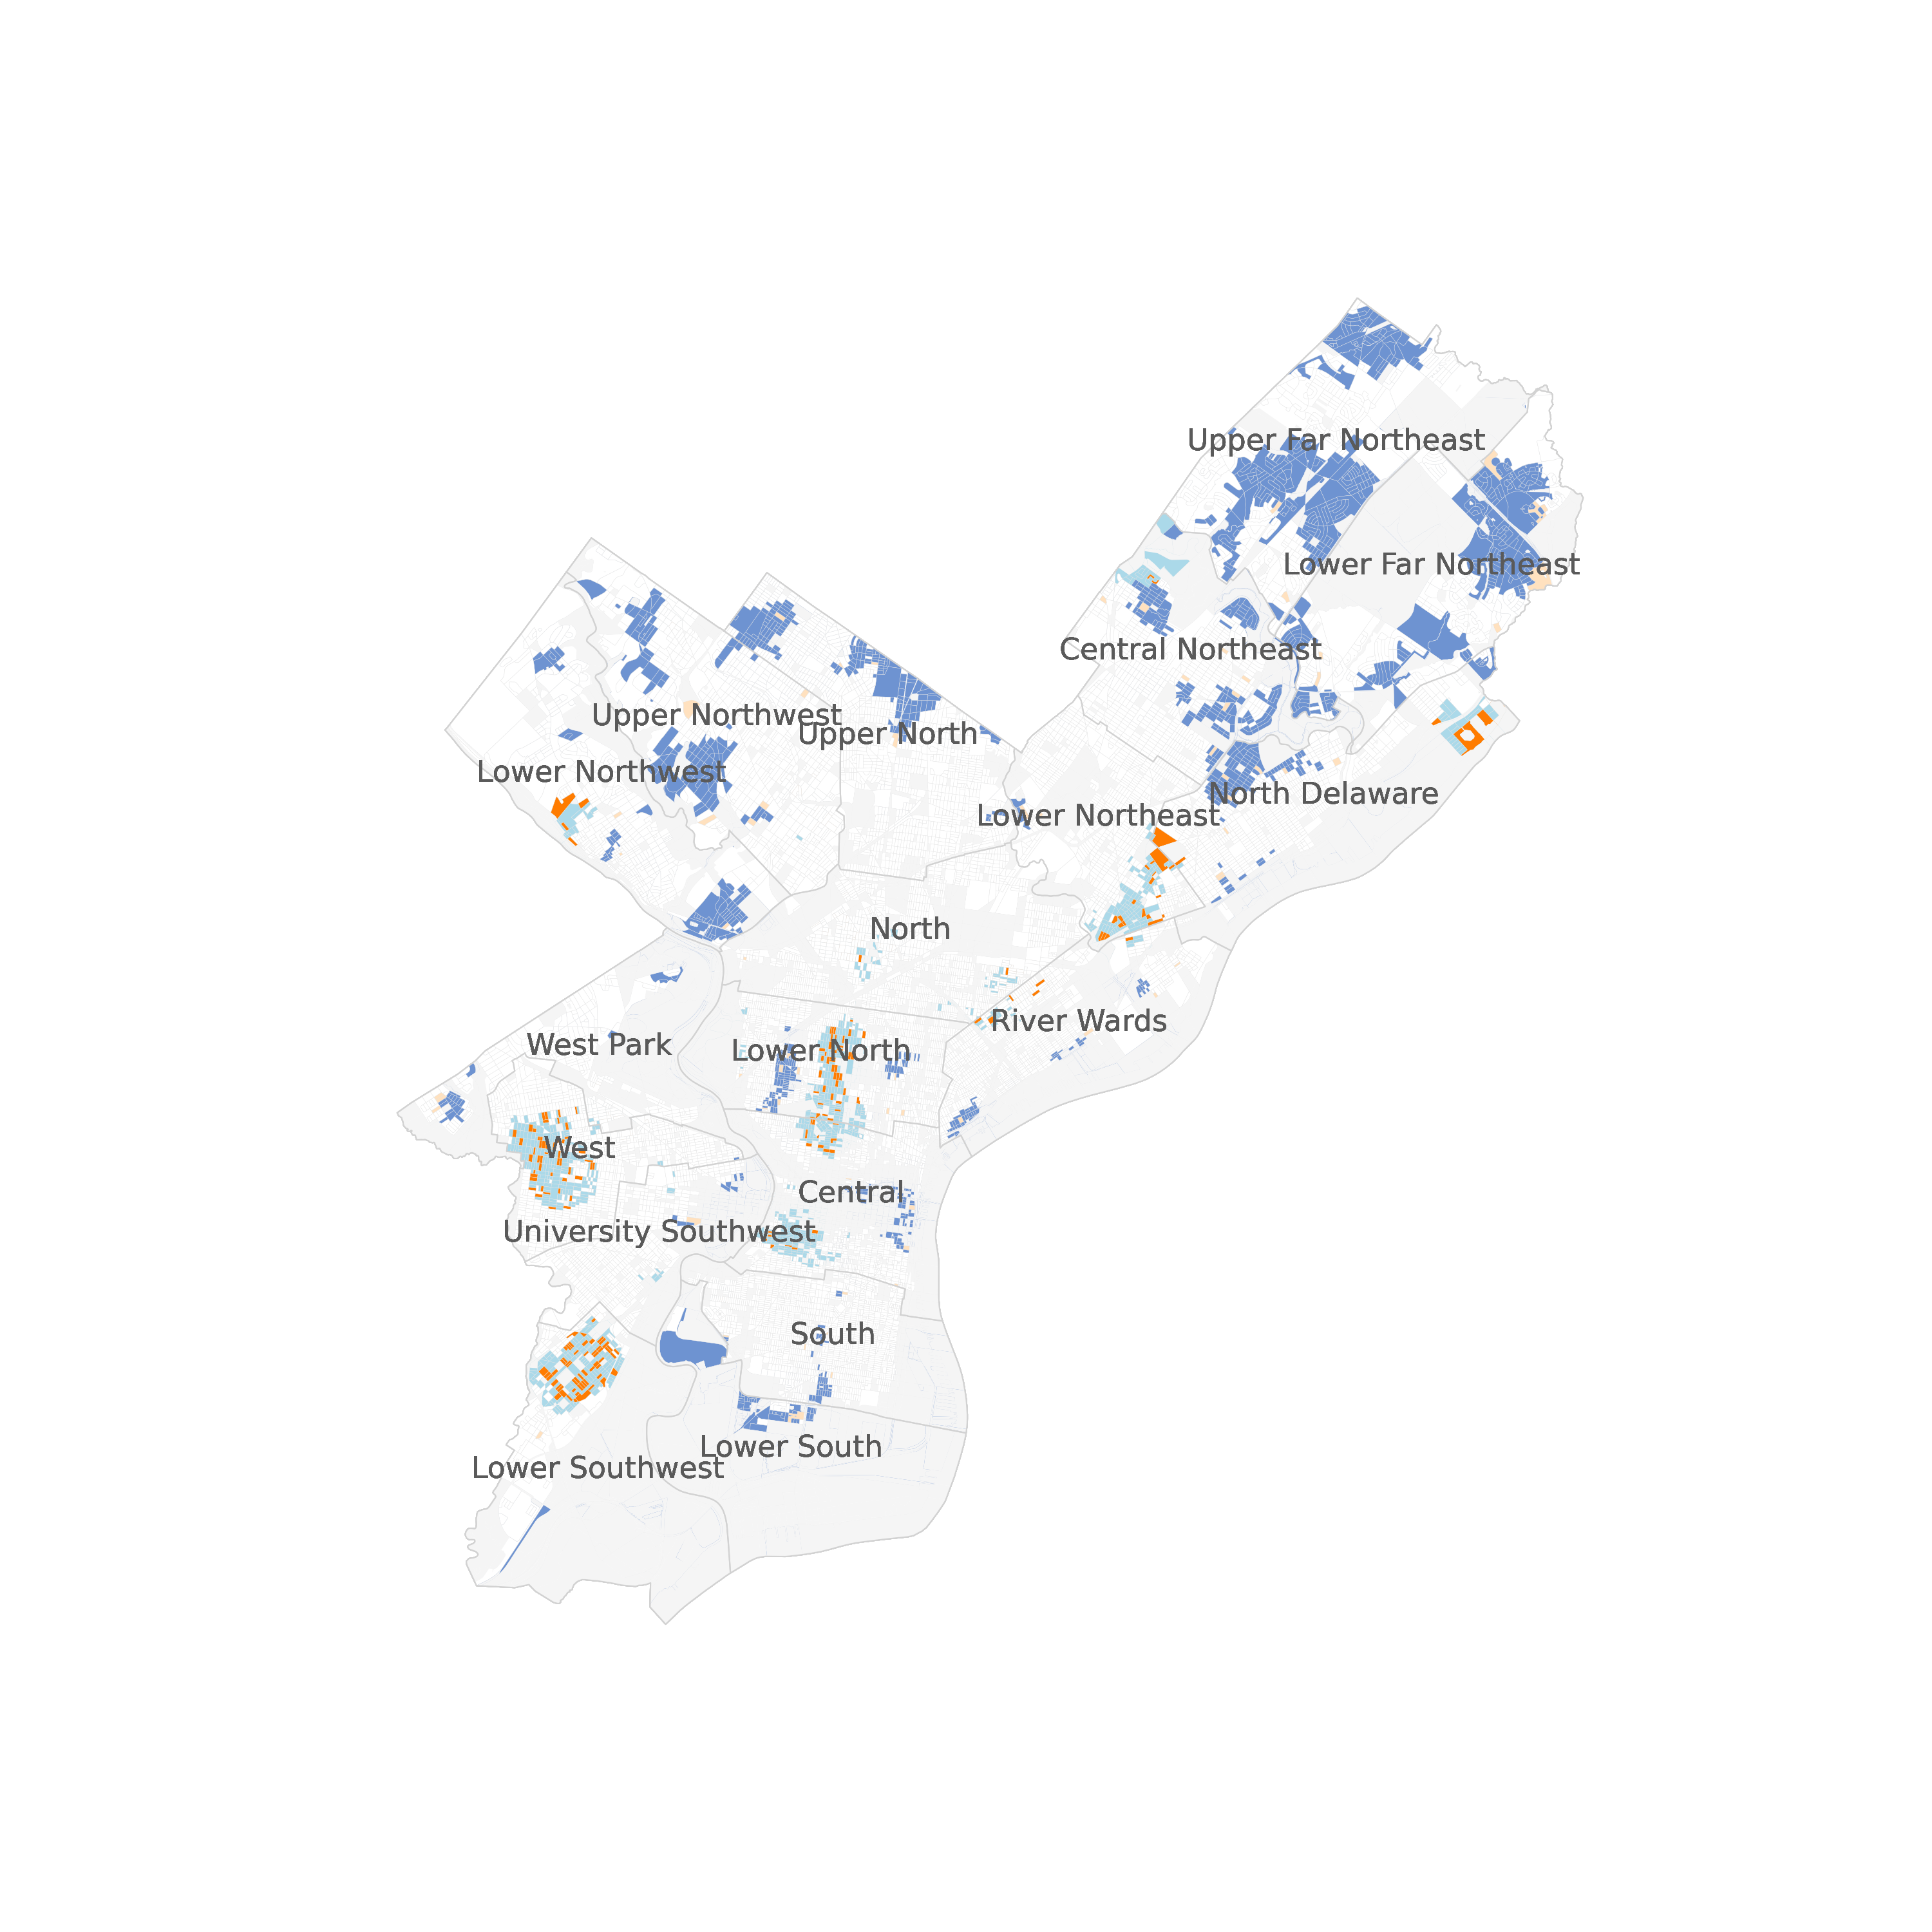 Upper Far Northeast
Lower Far Northeast
Central Northeast
Upper Northwest
Upper North
Lower Northwest
North Delaware
Lower Northeast
North
River Wards
West Park
Lower North
West
Central
University Southwest
South
Lower South
Lower Southwest